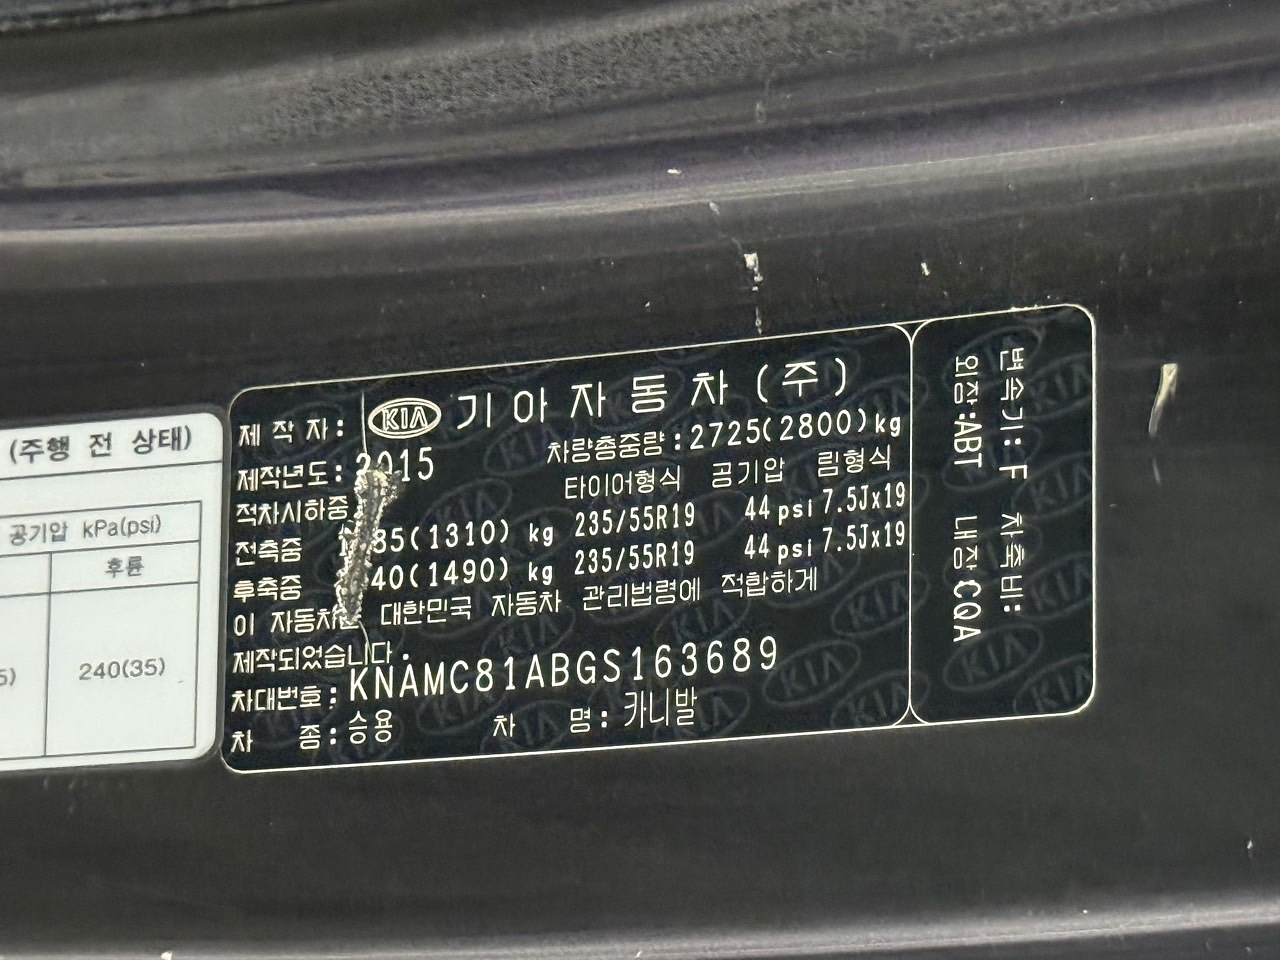 (주행 전 상태)
공기압 kPa(psi)
후륜
5)
240(35)
제 작 자: KIA 기 아 자 동 차 (주)
제작년도: 2015 차량총중량:2725(2800)kg
적차시하중 타이어형식 공기압 림형식
전축중 85(1310) kg 235/55R19 44 psi 7.5Jx19
후축중 40(1490) kg 235/55R19 44 psi 7.5Jx19
이 자동차는 대한민국 자동차 관리법령에 적합하게
제작되었습니다.
차대번호: KNAMC81ABGS163689
차 종:승용 차 명:카니발
변속기: F 차축비:
외장:ABT 내장CQA